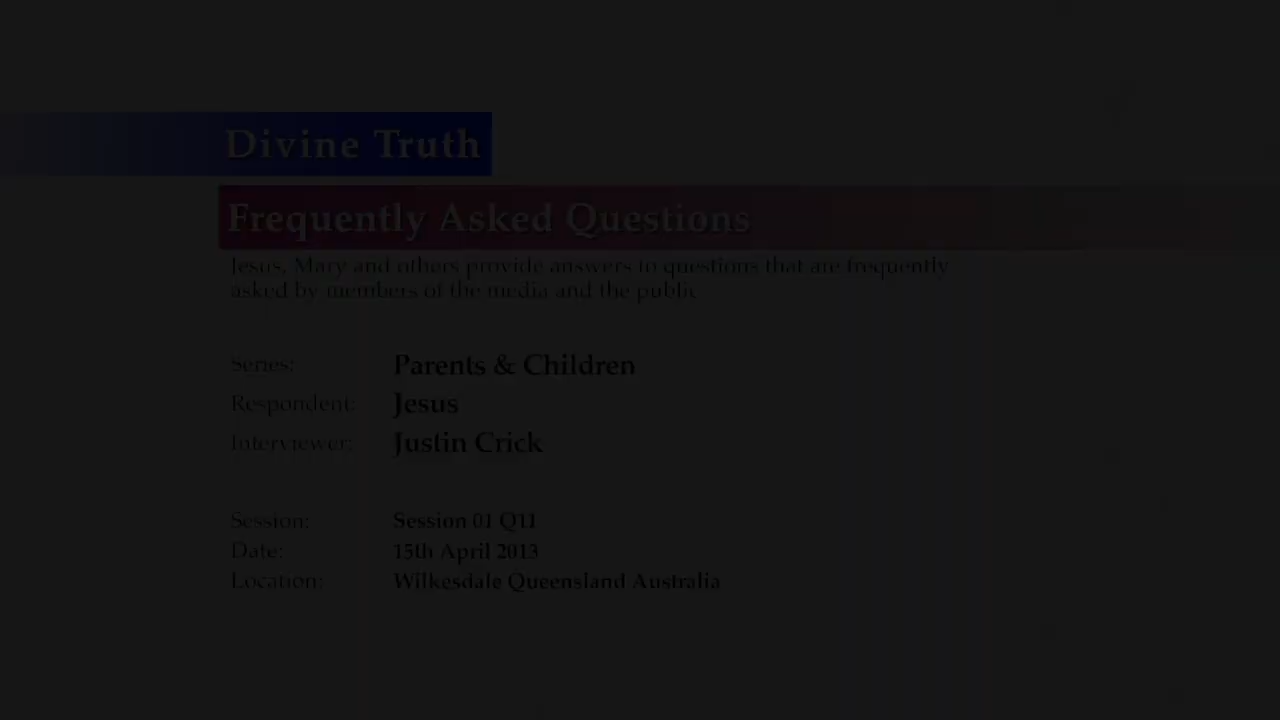 Divine Truth
Frequently Asked Questions
Jesus, Mary and others provide answers to questions that are frequently
asked by members of the media and the public
Series: Parents & Children
Respondent: Jesus
Interviewer: Justin Crick
Session: Session 01 Q11
Date: 15th April 2013
Location: Wilkesdale Queensland Australia